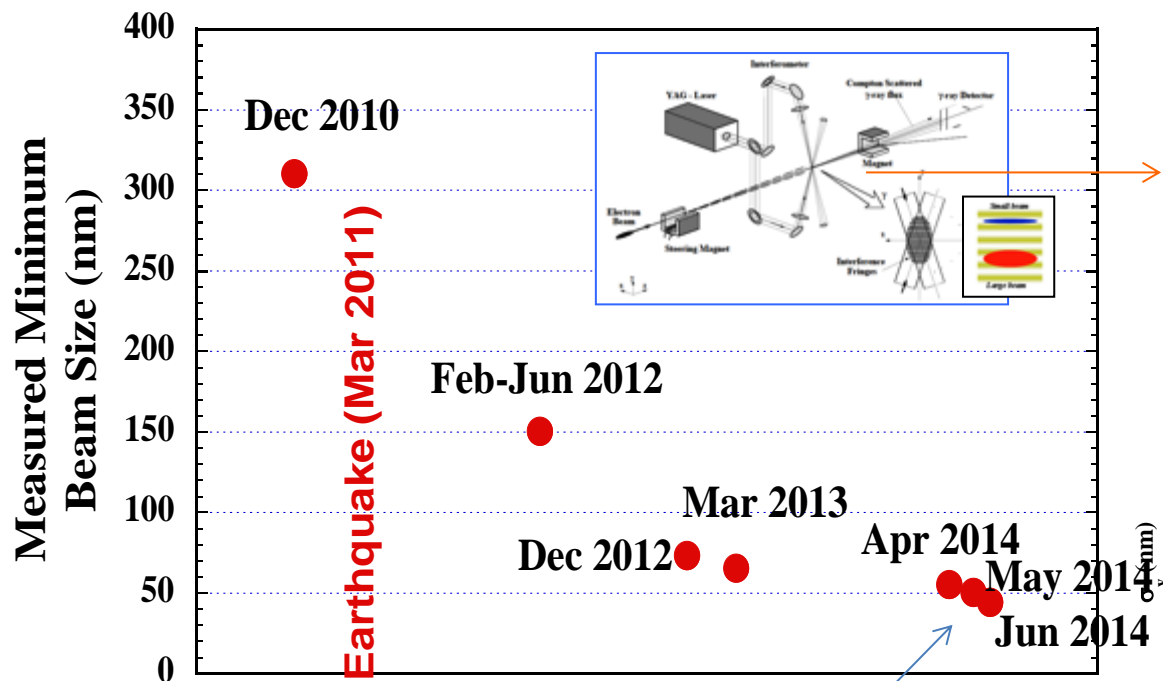 Measured Minimum
Beam Size (nm)
400
350
300
250
200
150
100
50
0
Dec 2010
Earthquake (Mar 2011)
Feb-Jun 2012
Dec 2012
Mar 2013
Apr 2014
May 2014
Jun 2014
Interferometer
YAG - Laser
Compton Scattered
γ-ray flux
γ-ray Detector
Magnet
Electron
Beam
Steering Magnet
Interference
Fringes
Small beam
Large beam
(nm)